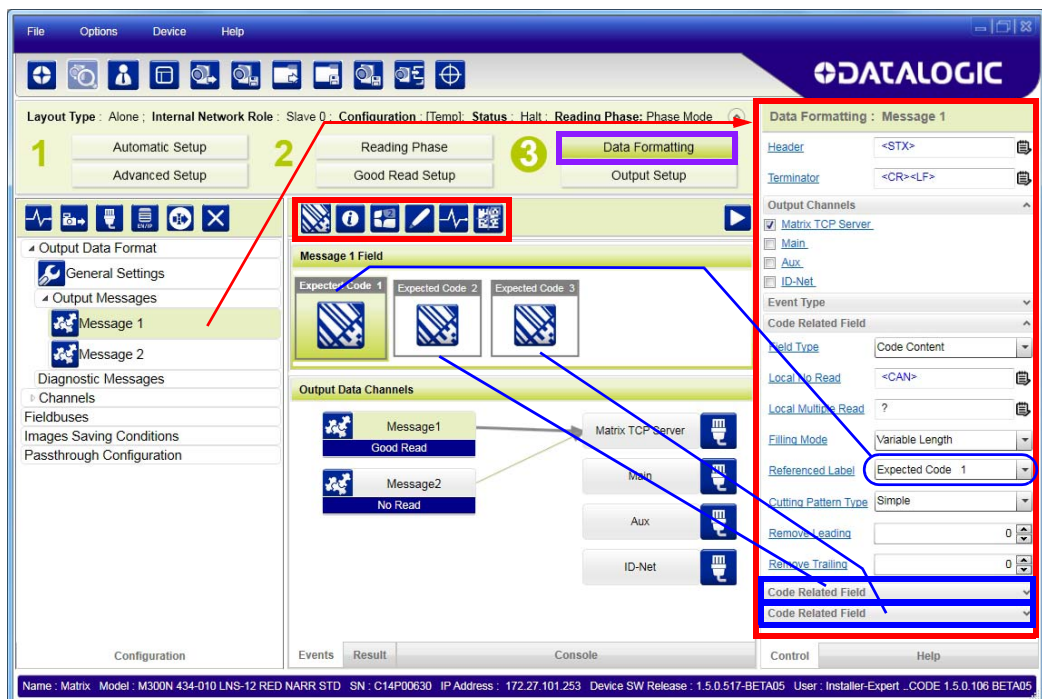 File Options Device Help
DATALOGIC
Layout Type : Alone ; Internal Network Role : Slave 0 ; Configuration : [Temp]; Status : Halt ; Reading Phase: Phase Mode
1 Automatic Setup
Advanced Setup
2 Reading Phase
Good Read Setup
3 Data Formatting
Output Setup
EN/IP
Output Data Format
General Settings
Output Messages
Message 1
Message 2
Diagnostic Messages
Channels
Fieldbuses
Images Saving Conditions
Passthrough Configuration
Configuration
Message 1 Field
Expected Code 1 Expected Code 2 Expected Code 3
Output Data Channels
Message1
Good Read
Message2
No Read
Matrix TCP Server
Main
Aux
ID-Net
Events Result Console
Data Formatting : Message 1
Header <STX>
Terminator <CR><LF>
Output Channels
Matrix TCP Server
Main
Aux
ID-Net
Event Type
Code Related Field
Field Type Code Content
Local No Read <CAN>
Local Multiple Read ?
Filling Mode Variable Length
Referenced Label Expected Code 1
Cutting Pattern Type Simple
Remove Leading 0
Remove Trailing 0
Code Related Field
Code Related Field
Control Help
Name : Matrix Model : M300N 434-010 LNS-12 RED NARR STD SN : C14P00630 IP Address : 172.27.101.253 Device SW Release : 1.5.0.517-BETA05 User : Installer-Expert ..CODE 1.5.0.106 BETA05